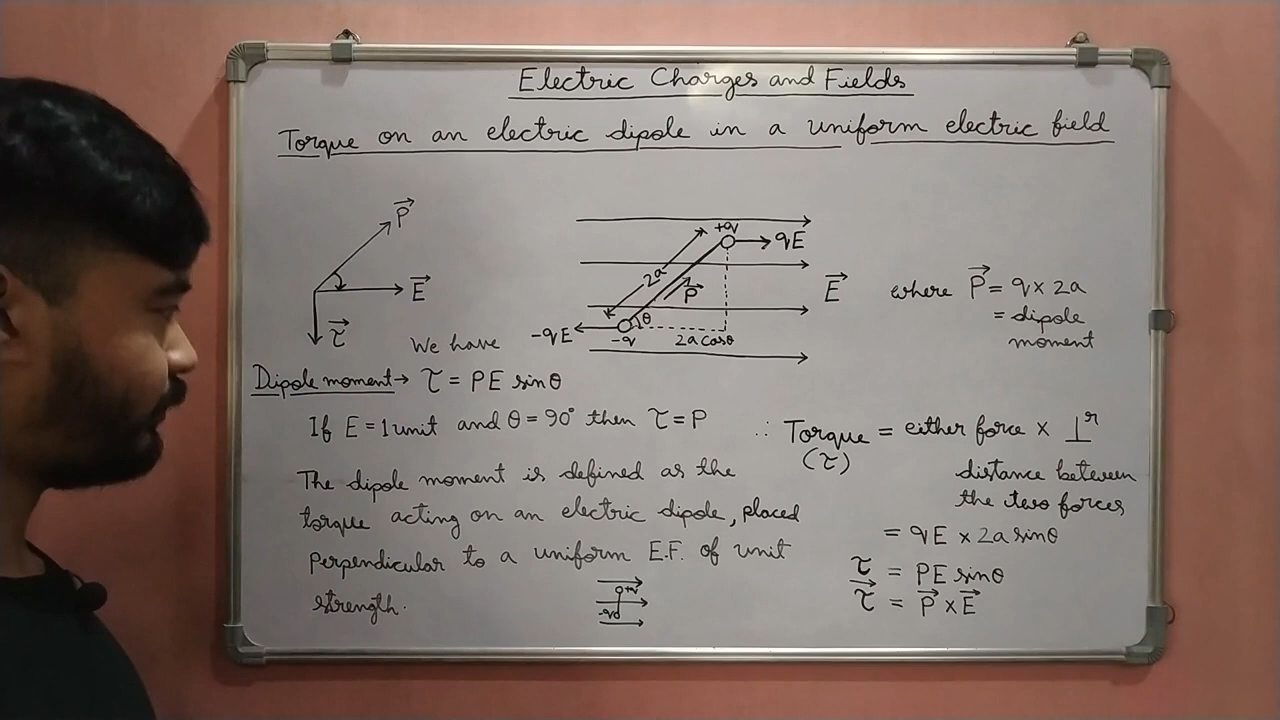 Electric Charges and Fields
Torque on an electric dipole in a uniform electric field
P⃗
E⃗
τ⃗
We have
+q
qE
2a
P⃗
θ
-qE
-q
2a cosθ
E⃗
where P⃗ = q × 2a
= dipole
moment
Dipole moment → τ = PE sinθ
If E = 1 unit and θ = 90° then τ = P
The dipole moment is defined as the
torque acting on an electric dipole, placed
perpendicular to a uniform E.F. of unit
strength.
+q
-q
∴ Torque = either force × ⊥ʳ
(τ)
distance between
the two forces
= qE × 2a sinθ
τ = PE sinθ
τ⃗ = P⃗ × E⃗